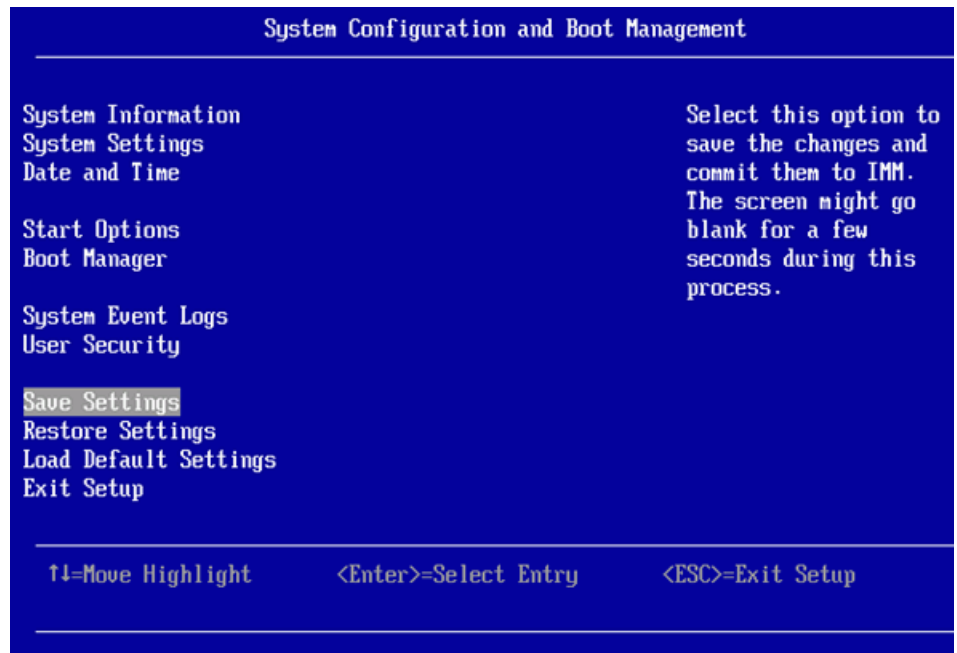 System Configuration and Boot Management
System Information
System Settings
Date and Time
Start Options
Boot Manager
System Event Logs
User Security
Save Settings
Restore Settings
Load Default Settings
Exit Setup
Select this option to
save the changes and
commit them to IMM.
The screen might go
blank for a few
seconds during this
process.
↑↓=Move Highlight <Enter>=Select Entry <ESC>=Exit Setup